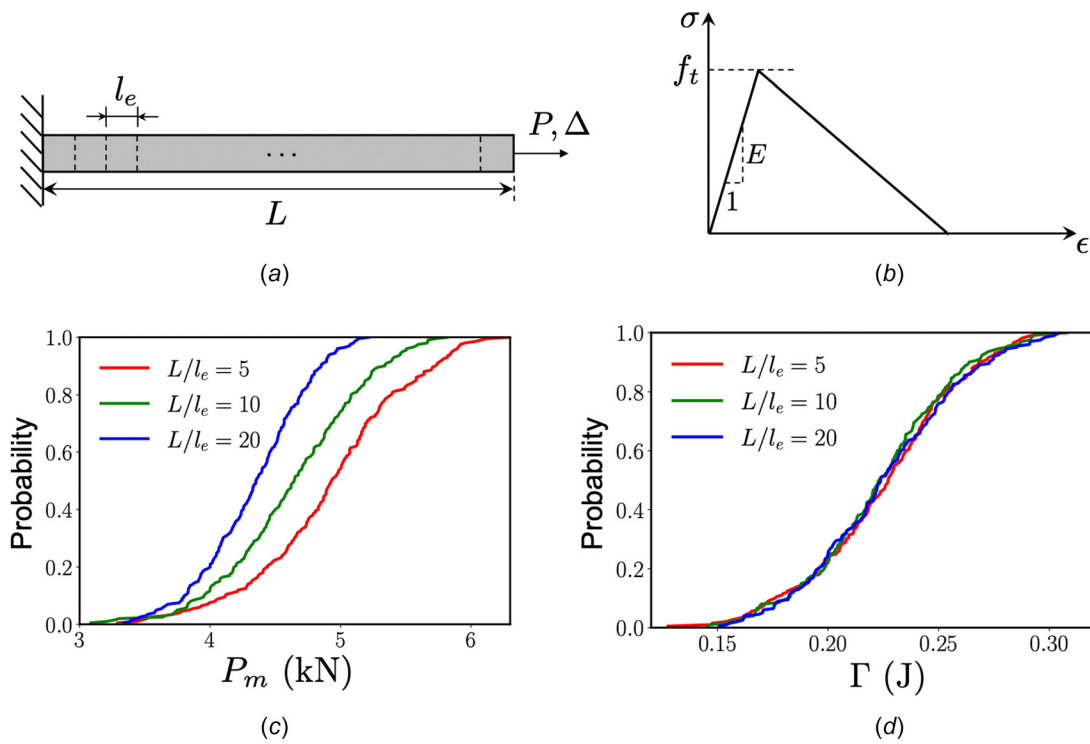 l_e
P, Δ
...
L
(a)
σ
f_t
E
1
ϵ
(b)
1.0
0.8
0.6
0.4
0.2
0.0
Probability
L/l_e = 5
L/l_e = 10
L/l_e = 20
3 4 5 6
P_m (kN)
(c)
1.0
0.8
0.6
0.4
0.2
0.0
Probability
L/l_e = 5
L/l_e = 10
L/l_e = 20
0.15 0.20 0.25 0.30
Γ (J)
(d)